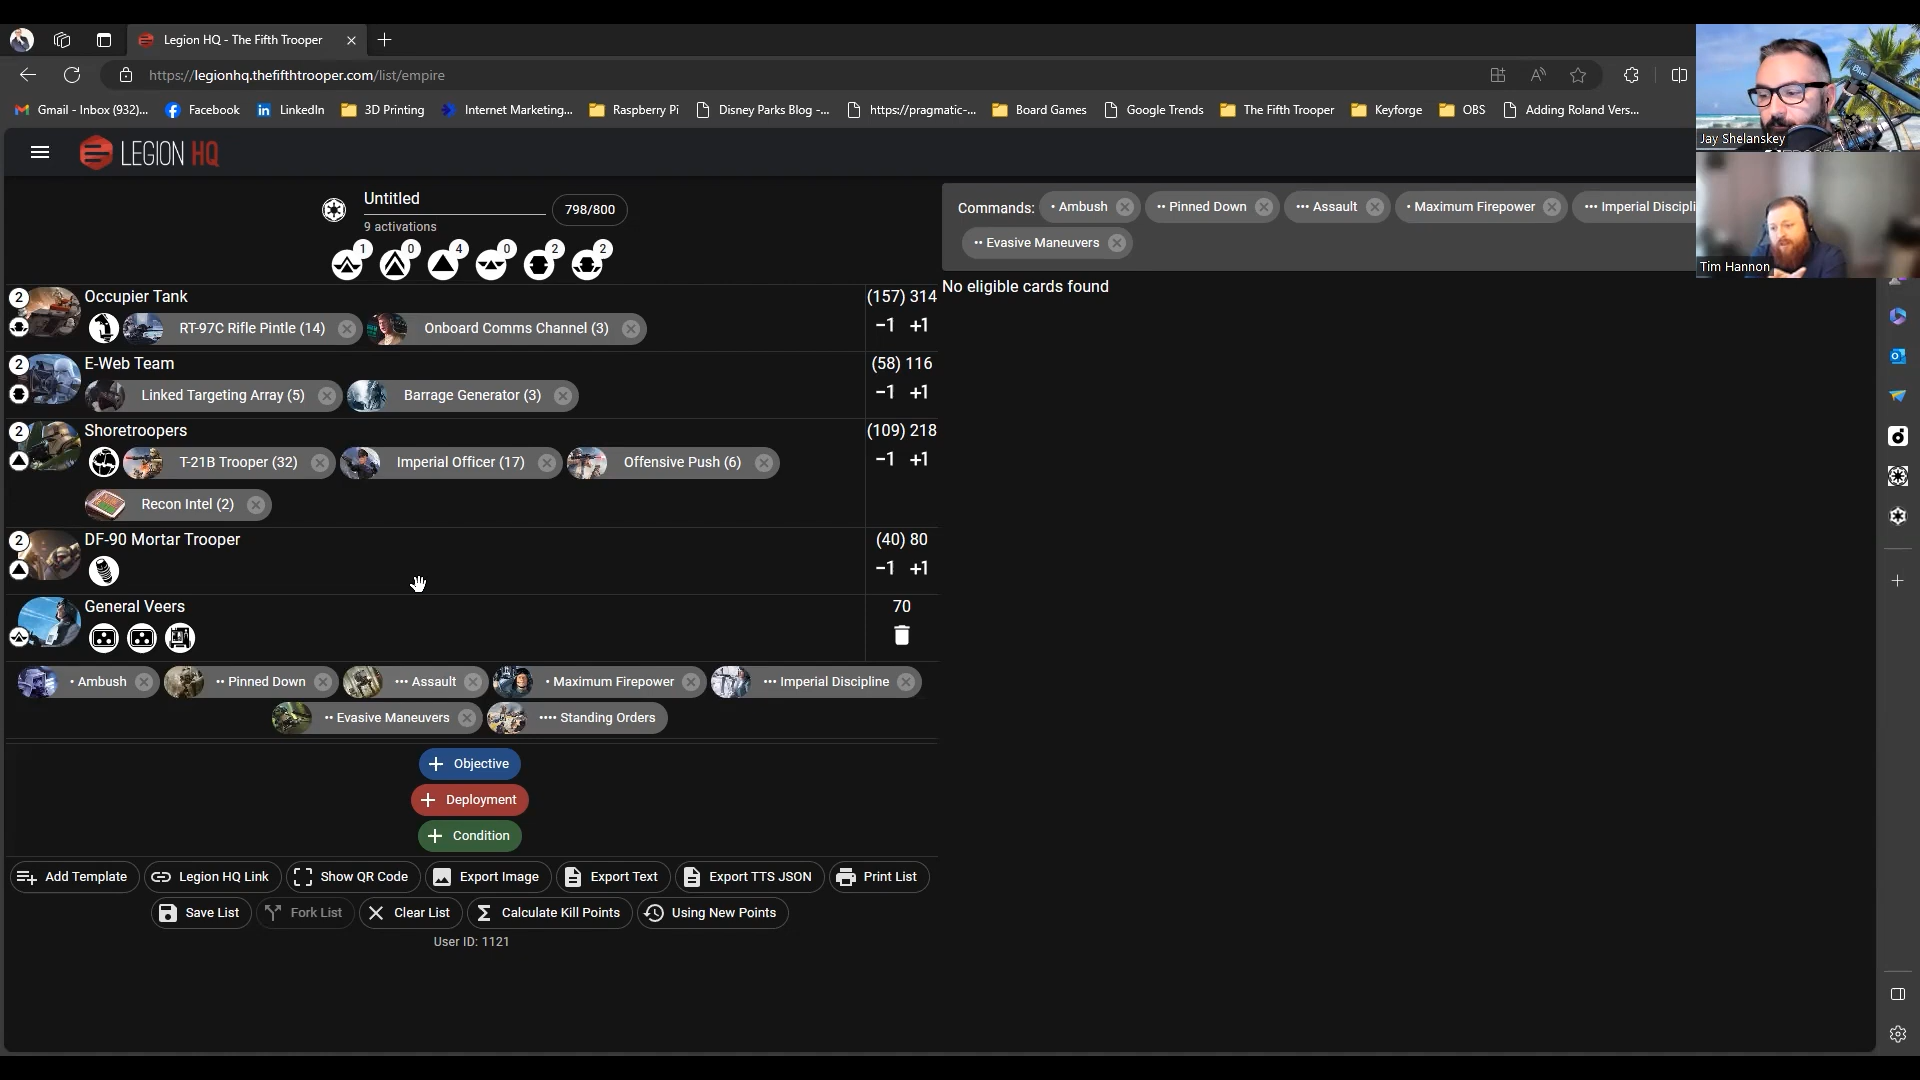 Legion HQ - The Fifth Trooper
https://legionhq.thefifthtrooper.com/list/empire
Gmail - Inbox (932)... Facebook LinkedIn 3D Printing Internet Marketing... Raspberry Pi Disney Parks Blog -... https://pragmatic-... Board Games Google Trends The Fifth Trooper Keyforge OBS Adding Roland Vers...
Jay Shelanskey
Tim Hannon
LEGION HQ
Untitled
798/800
9 activations
1 0 4 0 2 2
Commands: • Ambush •• Pinned Down ••• Assault • Maximum Firepower ••• Imperial Discipli
•• Evasive Maneuvers
No eligible cards found
2 Occupier Tank (157) 314
RT-97C Rifle Pintle (14) Onboard Comms Channel (3) −1 +1
2 E-Web Team (58) 116
Linked Targeting Array (5) Barrage Generator (3) −1 +1
2 Shoretroopers (109) 218
T-21B Trooper (32) Imperial Officer (17) Offensive Push (6) −1 +1
Recon Intel (2)
2 DF-90 Mortar Trooper (40) 80
−1 +1
General Veers 70
• Ambush •• Pinned Down ••• Assault • Maximum Firepower ••• Imperial Discipline
•• Evasive Maneuvers •••• Standing Orders
Objective
Deployment
Condition
Add Template Legion HQ Link Show QR Code Export Image Export Text Export TTS JSON Print List
Save List Fork List Clear List Calculate Kill Points Using New Points
User ID: 1121